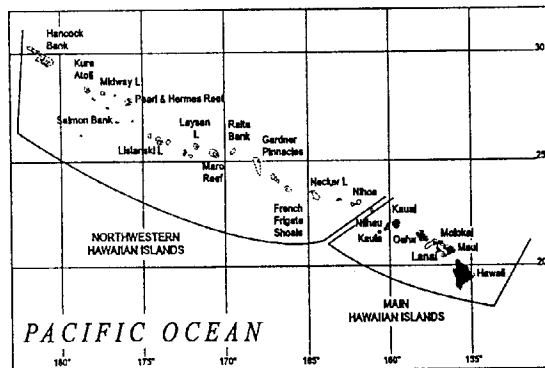 Hancock
Bank
30
Kure
Atoll
Midway I.
Pearl & Hermes Reef
Salmon Bank
Laysan
I.
Raita
Bank
Gardner
Pinnacles
Lisianski I.
Maro
Reef
25
Necker I.
Nihoa
French
Frigate
Shoals
Kauai
Niihau
Kaula
Oahu
Molokai
Maui
Lanai
Hawaii
NORTHWESTERN
HAWAIIAN ISLANDS
20
MAIN
HAWAIIAN ISLANDS
PACIFIC OCEAN
180°
175°
170°
165°
160°
155°